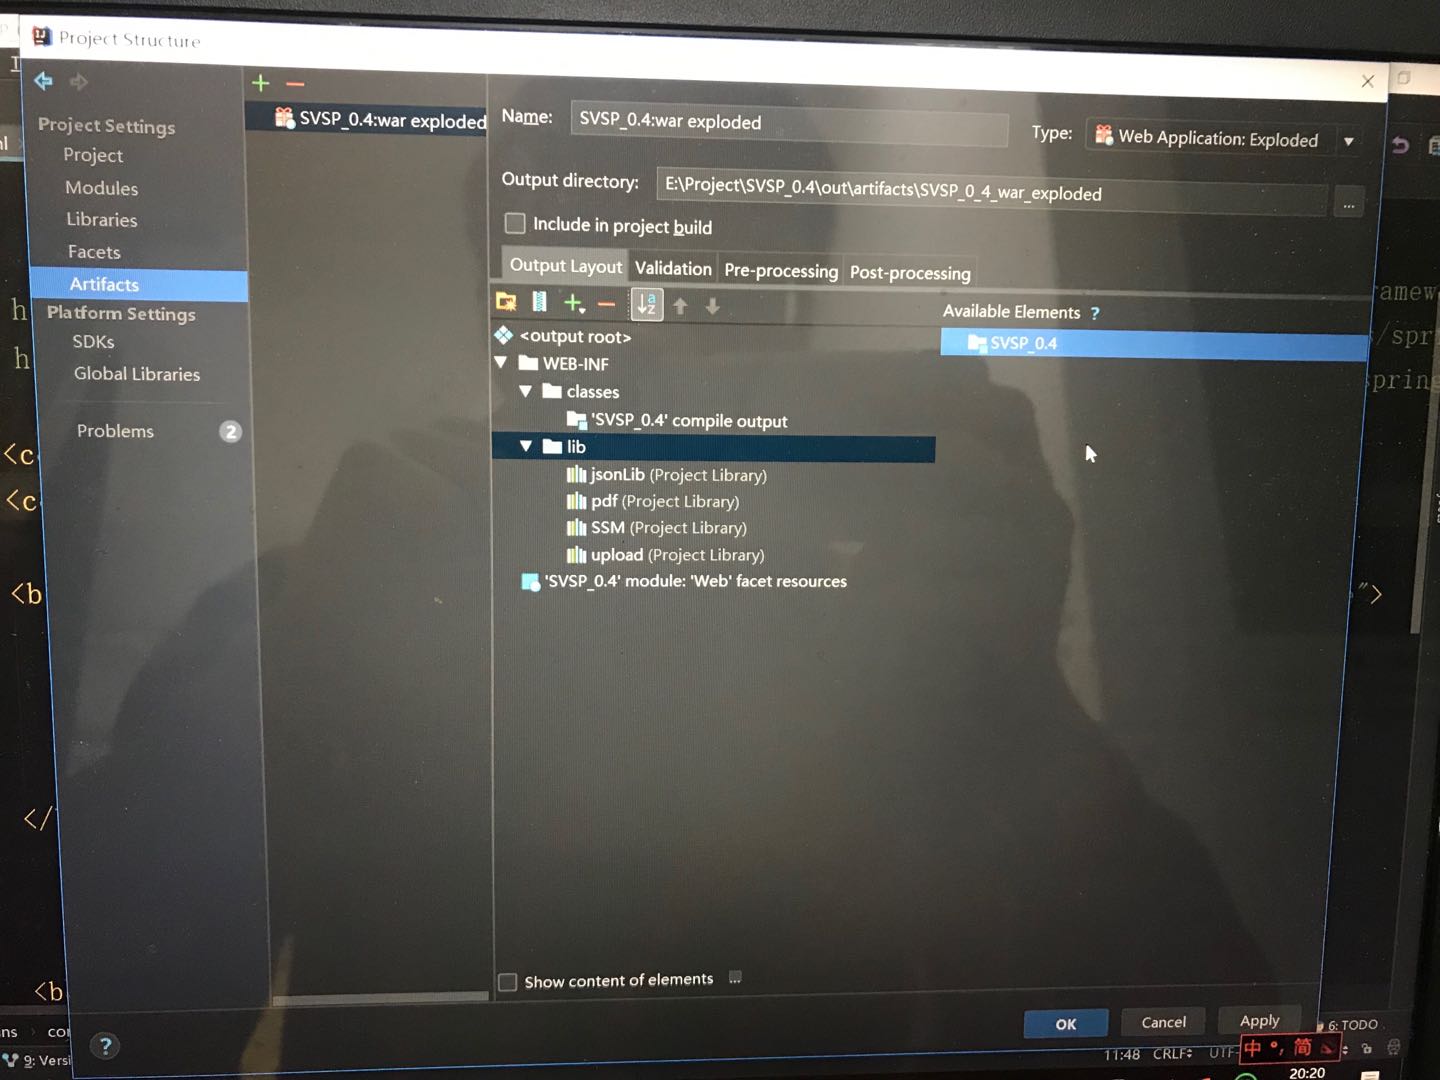 Project Structure
SVSP_0.4:war exploded
Name:
SVSP_0.4:war exploded
Type:
Web Application: Exploded
Output directory:
E:\Project\SVSP_0.4\out\artifacts\SVSP_0_4_war_exploded
...
Include in project build
Output Layout
Validation
Pre-processing
Post-processing
Project Settings
Project
Modules
Libraries
Facets
Artifacts
Platform Settings
SDKs
Global Libraries
Problems
2
Available Elements ?
<output root>
SVSP_0.4
WEB-INF
classes
'SVSP_0.4' compile output
lib
jsonLib (Project Library)
pdf (Project Library)
SSM (Project Library)
upload (Project Library)
'SVSP_0.4' module: 'Web' facet resources
Show content of elements ...
?
OK
Cancel
Apply
<c
<c
<b
">
</
<b
6: TODO
9: Versi
11:48
CRLF
UTF-
中 °, 简
20:20